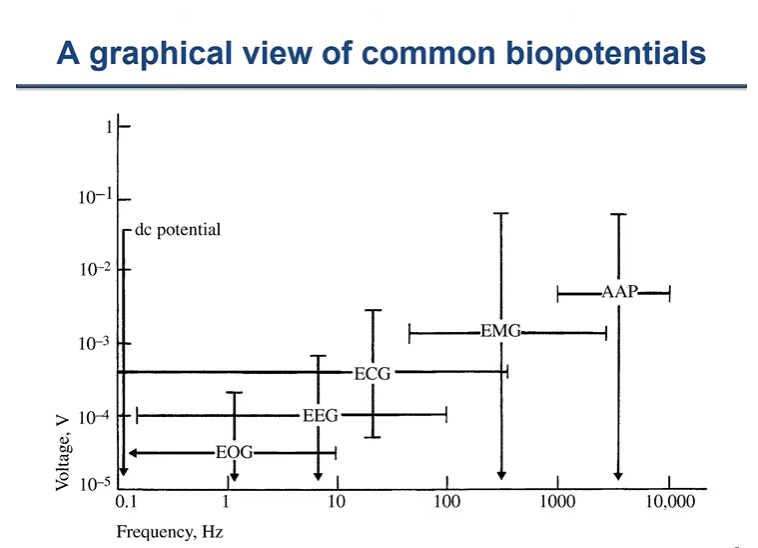 A graphical view of common biopotentials
1
10⁻¹
dc potential
10⁻²
AAP
EMG
10⁻³
ECG
10⁻⁴
EEG
EOG
10⁻⁵
Voltage, V
0.1 1 10 100 1000 10,000
Frequency, Hz